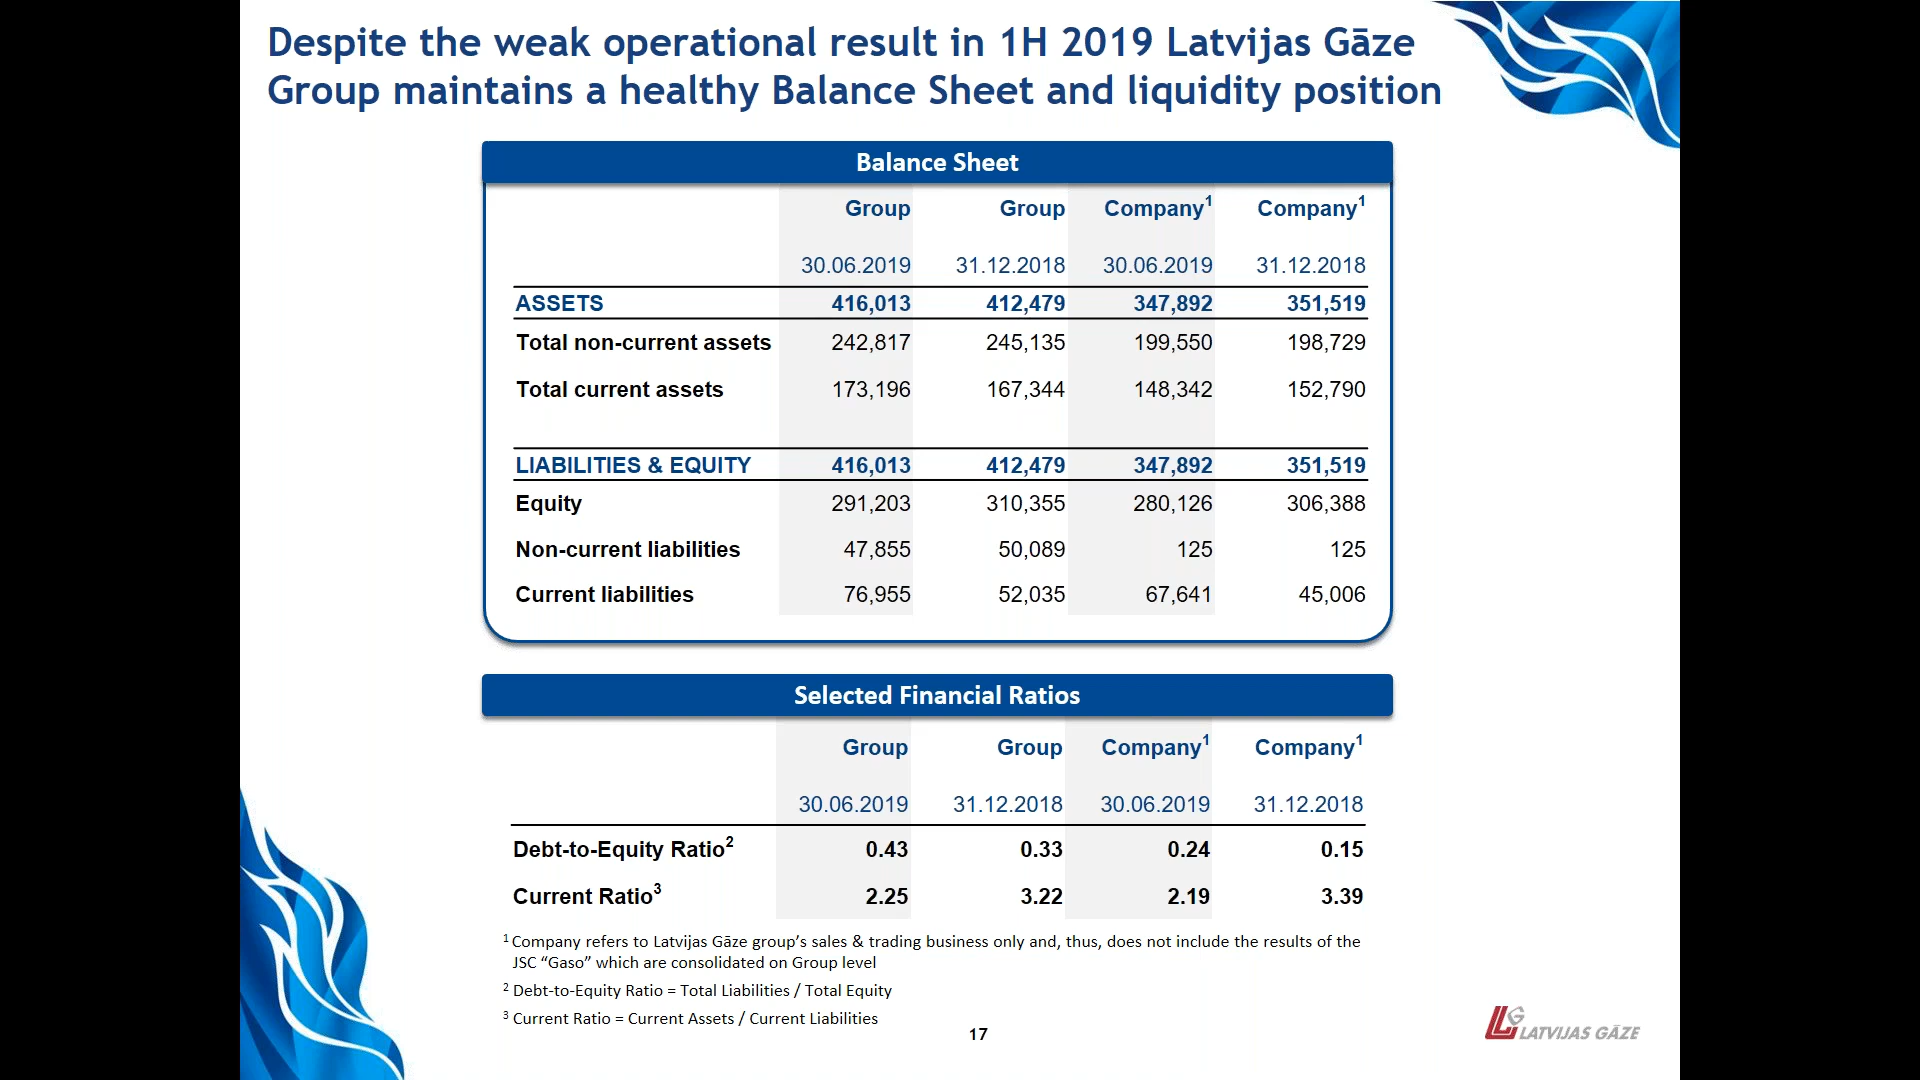 Despite the weak operational result in 1H 2019 Latvijas Gāze
Group maintains a healthy Balance Sheet and liquidity position
Balance Sheet
Group Group Company¹ Company¹
30.06.2019 31.12.2018 30.06.2019 31.12.2018
ASSETS 416,013 412,479 347,892 351,519
Total non-current assets 242,817 245,135 199,550 198,729
Total current assets 173,196 167,344 148,342 152,790
LIABILITIES & EQUITY 416,013 412,479 347,892 351,519
Equity 291,203 310,355 280,126 306,388
Non-current liabilities 47,855 50,089 125 125
Current liabilities 76,955 52,035 67,641 45,006
Selected Financial Ratios
Group Group Company¹ Company¹
30.06.2019 31.12.2018 30.06.2019 31.12.2018
Debt-to-Equity Ratio² 0.43 0.33 0.24 0.15
Current Ratio³ 2.25 3.22 2.19 3.39
¹ Company refers to Latvijas Gāze group’s sales & trading business only and, thus, does not include the results of the
JSC “Gaso” which are consolidated on Group level
² Debt-to-Equity Ratio = Total Liabilities / Total Equity
³ Current Ratio = Current Assets / Current Liabilities
17
LG LATVIJAS GĀZE